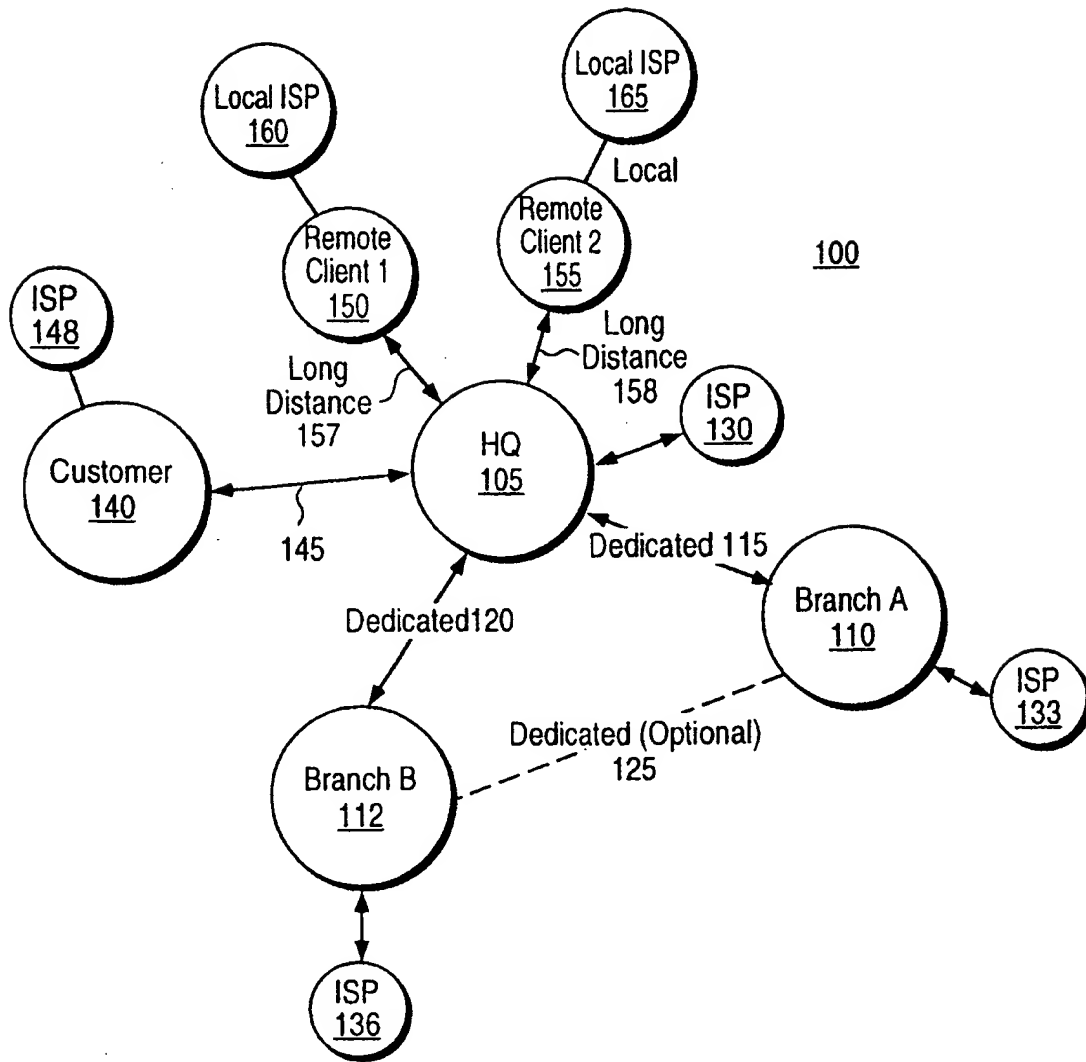 Local ISP
160
Local ISP
165
Local
Remote
Client 1
150
Remote
Client 2
155
100
ISP
148
Long
Distance
157
Long
Distance
158
ISP
130
HQ
105
Customer
140
145
Dedicated 115
Branch A
110
Dedicated120
ISP
133
Dedicated (Optional)
125
Branch B
112
ISP
136